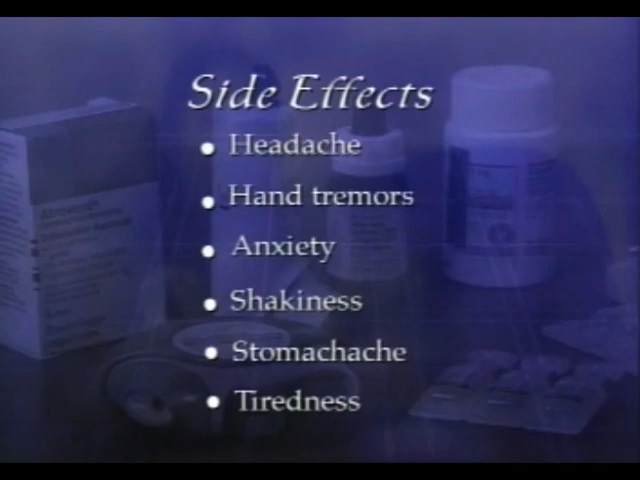 Side Effects
• Headache
• Hand tremors
• Anxiety
• Shakiness
• Stomachache
• Tiredness